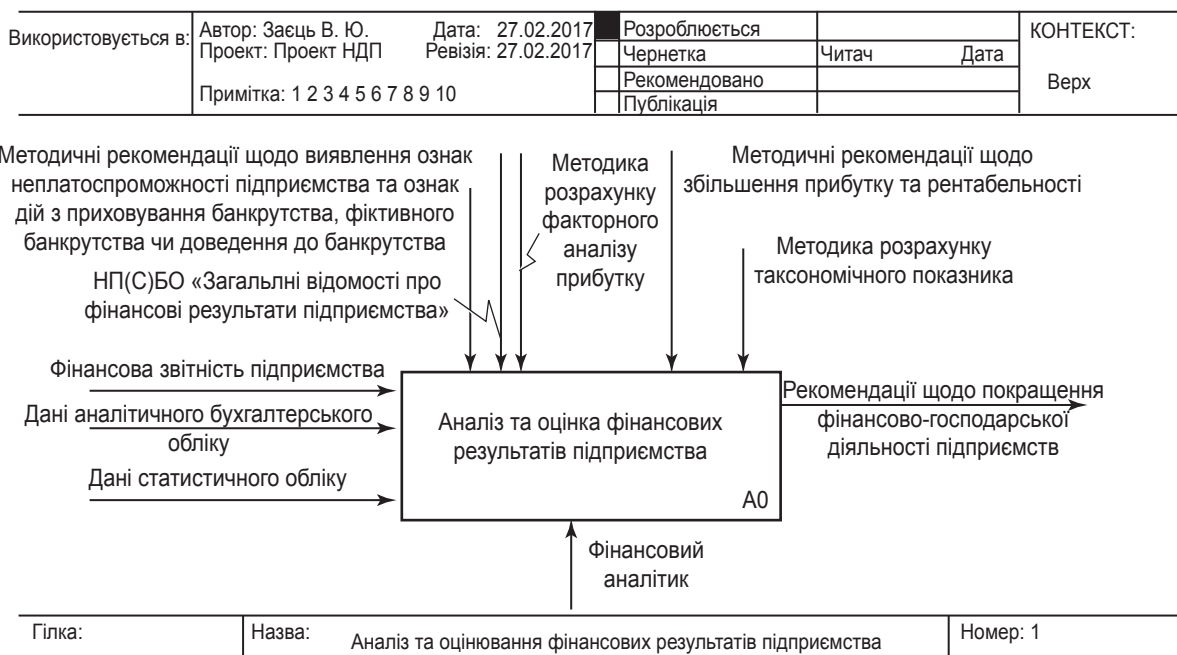 Використовується в:
Автор: Заєць В. Ю. Дата: 27.02.2017
Проект: Проект НДП Ревізія: 27.02.2017
Примітка: 1 2 3 4 5 6 7 8 9 10
Розроблюється
Чернетка Читач Дата
Рекомендовано
Публікація
КОНТЕКСТ:
Верх
Методичні рекомендації щодо виявлення ознак
неплатоспроможності підприємства та ознак
дій з приховування банкрутства, фіктивного
банкрутства чи доведення до банкрутства
НП(С)БО «Загальлні відомості про
фінансові результати підприємства»
Методика
розрахунку
факторного
аналізу
прибутку
Методичні рекомендації щодо
збільшення прибутку та рентабельності
Методика розрахунку
таксономічного показника
Фінансова звітність підприємства
Дані аналітичного бухгалтерського
обліку
Дані статистичного обліку
Аналіз та оцінка фінансових
результатів підприємства
A0
Рекомендації щодо покращення
фінансово-господарської
діяльності підприємств
Фінансовий
аналітик
Гілка:
Назва: Аналіз та оцінювання фінансових результатів підприємства
Номер: 1